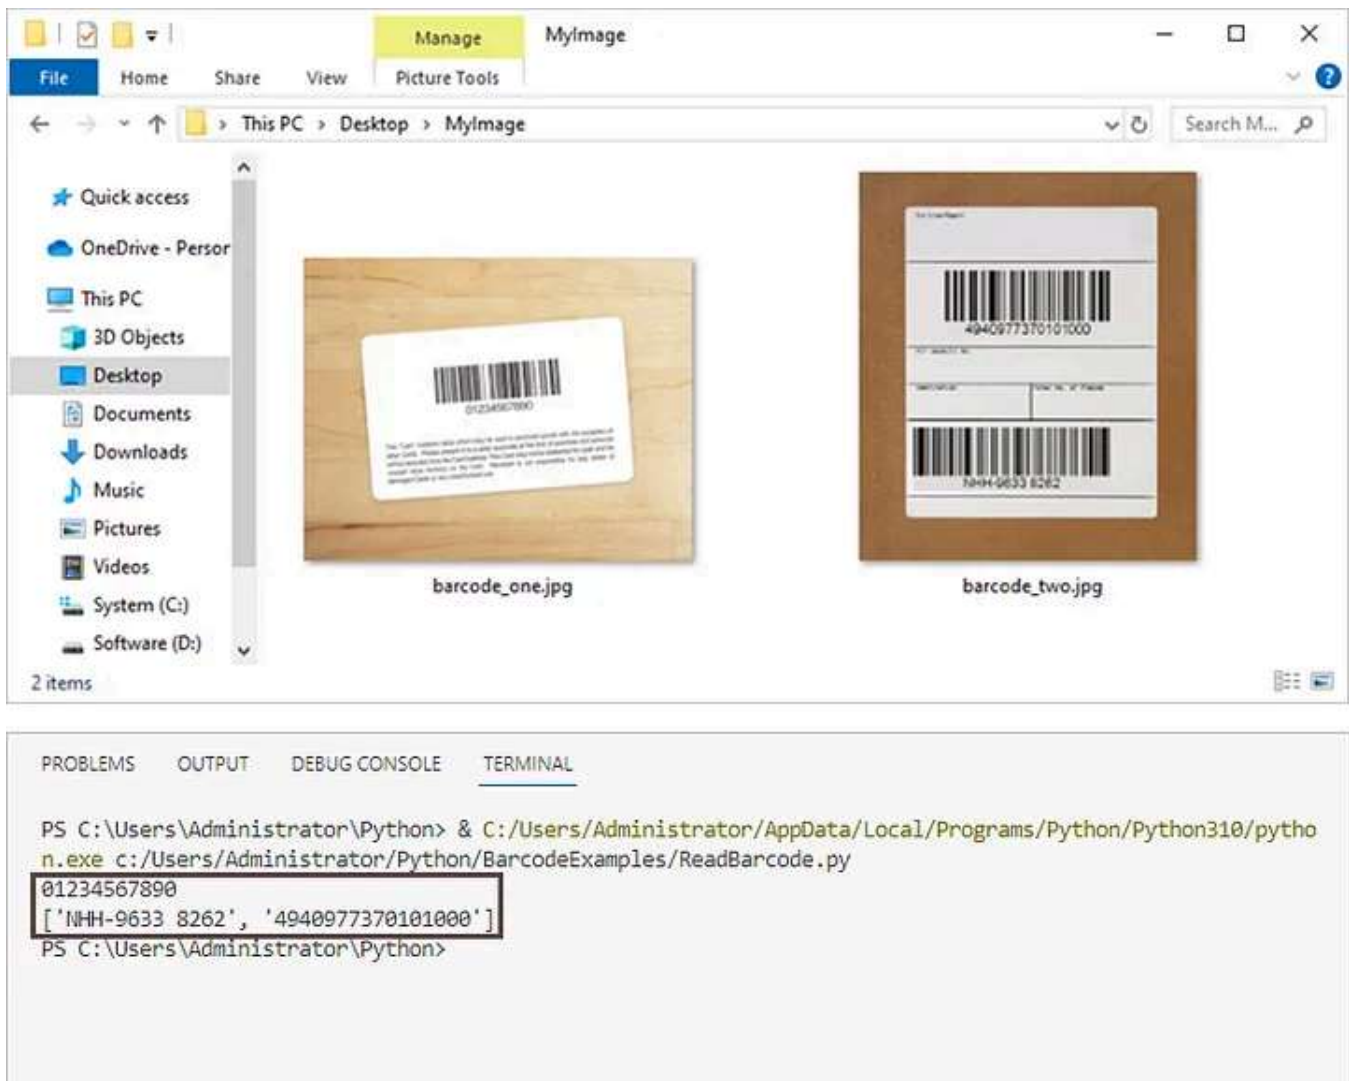 Manage
MyImage
File
Home
Share
View
Picture Tools
This PC > Desktop > MyImage
Search M...
Quick access
OneDrive - Person
This PC
3D Objects
Desktop
Documents
Downloads
Music
Pictures
Videos
System (C:)
Software (D:)
01234567890
4940977370101000
NHH-9633 8262
barcode_one.jpg
barcode_two.jpg
2 items
PROBLEMS
OUTPUT
DEBUG CONSOLE
TERMINAL
PS C:\Users\Administrator\Python> & C:/Users/Administrator/AppData/Local/Programs/Python/Python310/pytho
n.exe c:/Users/Administrator/Python/BarcodeExamples/ReadBarcode.py
01234567890
['NHH-9633 8262', '4940977370101000']
PS C:\Users\Administrator\Python>